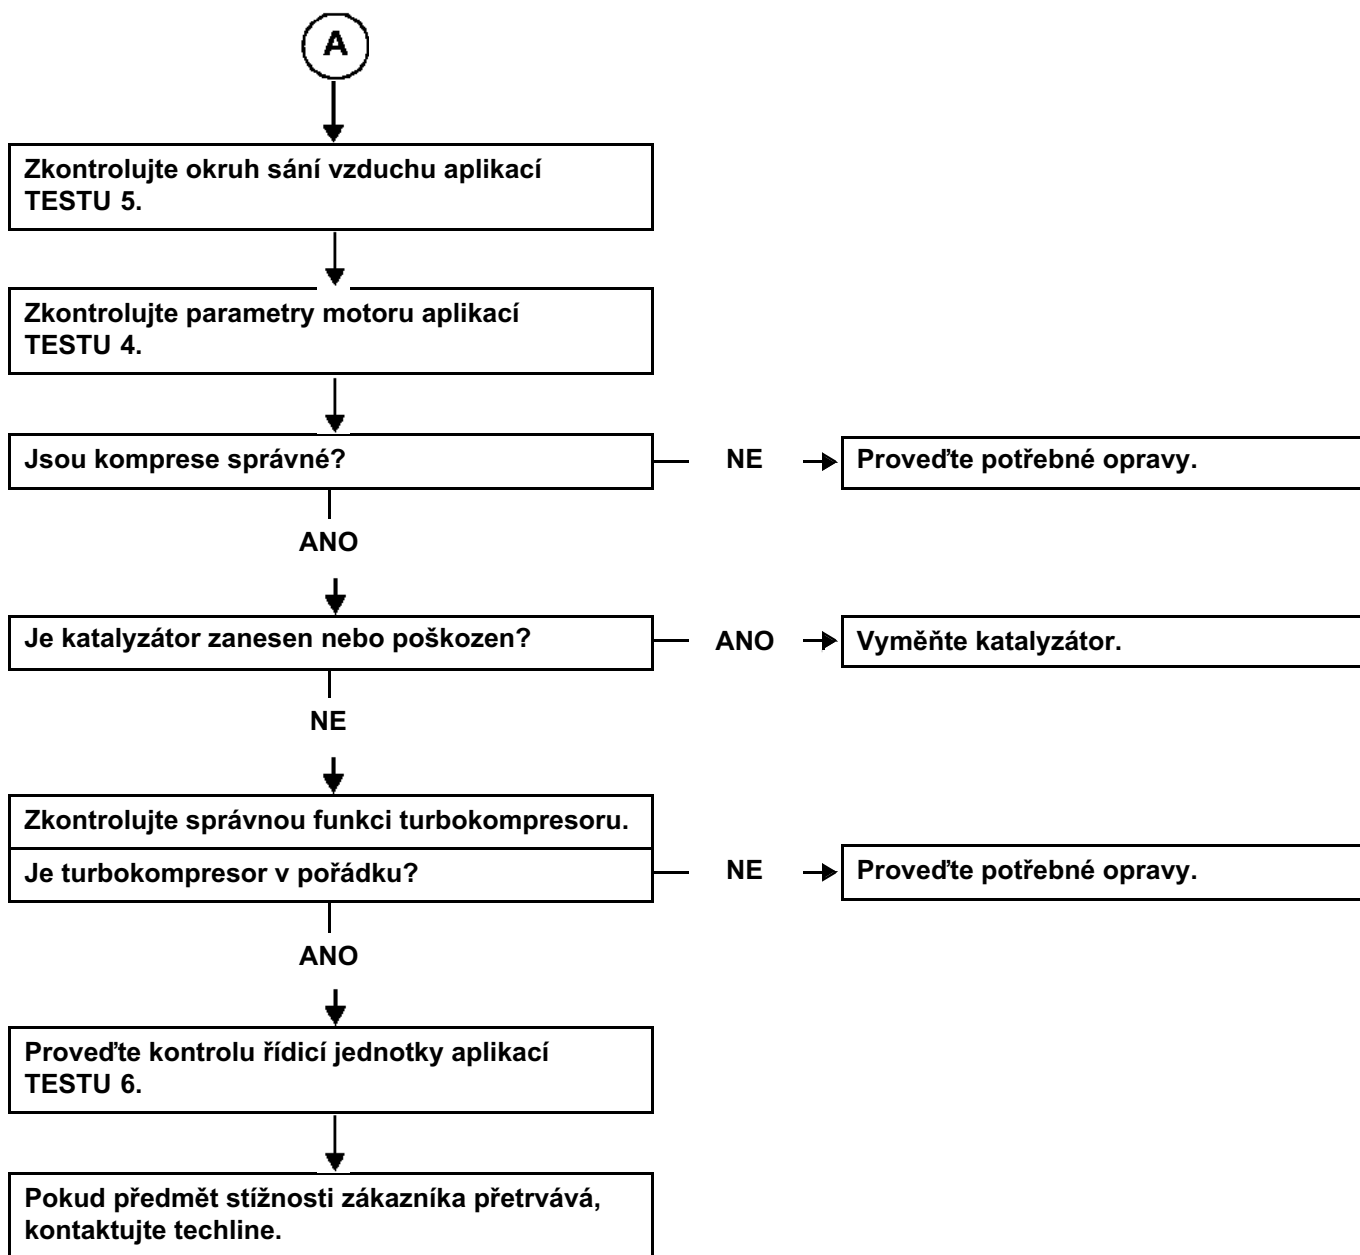 A
Zkontrolujte okruh sání vzduchu aplikací
TESTU 5.
Zkontrolujte parametry motoru aplikací
TESTU 4.
Jsou komprese správné?
NE
Proveďte potřebné opravy.
ANO
Je katalyzátor zanesen nebo poškozen?
ANO
Vyměňte katalyzátor.
NE
Zkontrolujte správnou funkci turbokompresoru.
Je turbokompresor v pořádku?
NE
Proveďte potřebné opravy.
ANO
Proveďte kontrolu řídicí jednotky aplikací
TESTU 6.
Pokud předmět stížnosti zákazníka přetrvává,
kontaktujte techline.